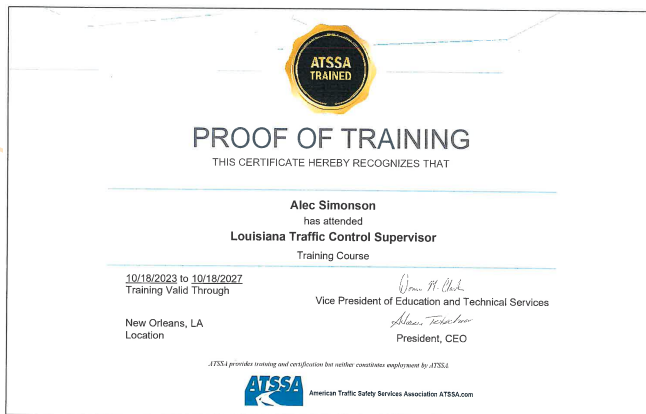 ATSSA
TRAINED
PROOF OF TRAINING
THIS CERTIFICATE HEREBY RECOGNIZES THAT
Alec Simonson
has attended
Louisiana Traffic Control Supervisor
Training Course
10/18/2023 to 10/18/2027
Training Valid Through
Vice President of Education and Technical Services
New Orleans, LA
Location
President, CEO
ATSSA provides training and certification but neither constitutes employment by ATSSA
ATSSA
American Traffic Safety Services Association ATSSA.com